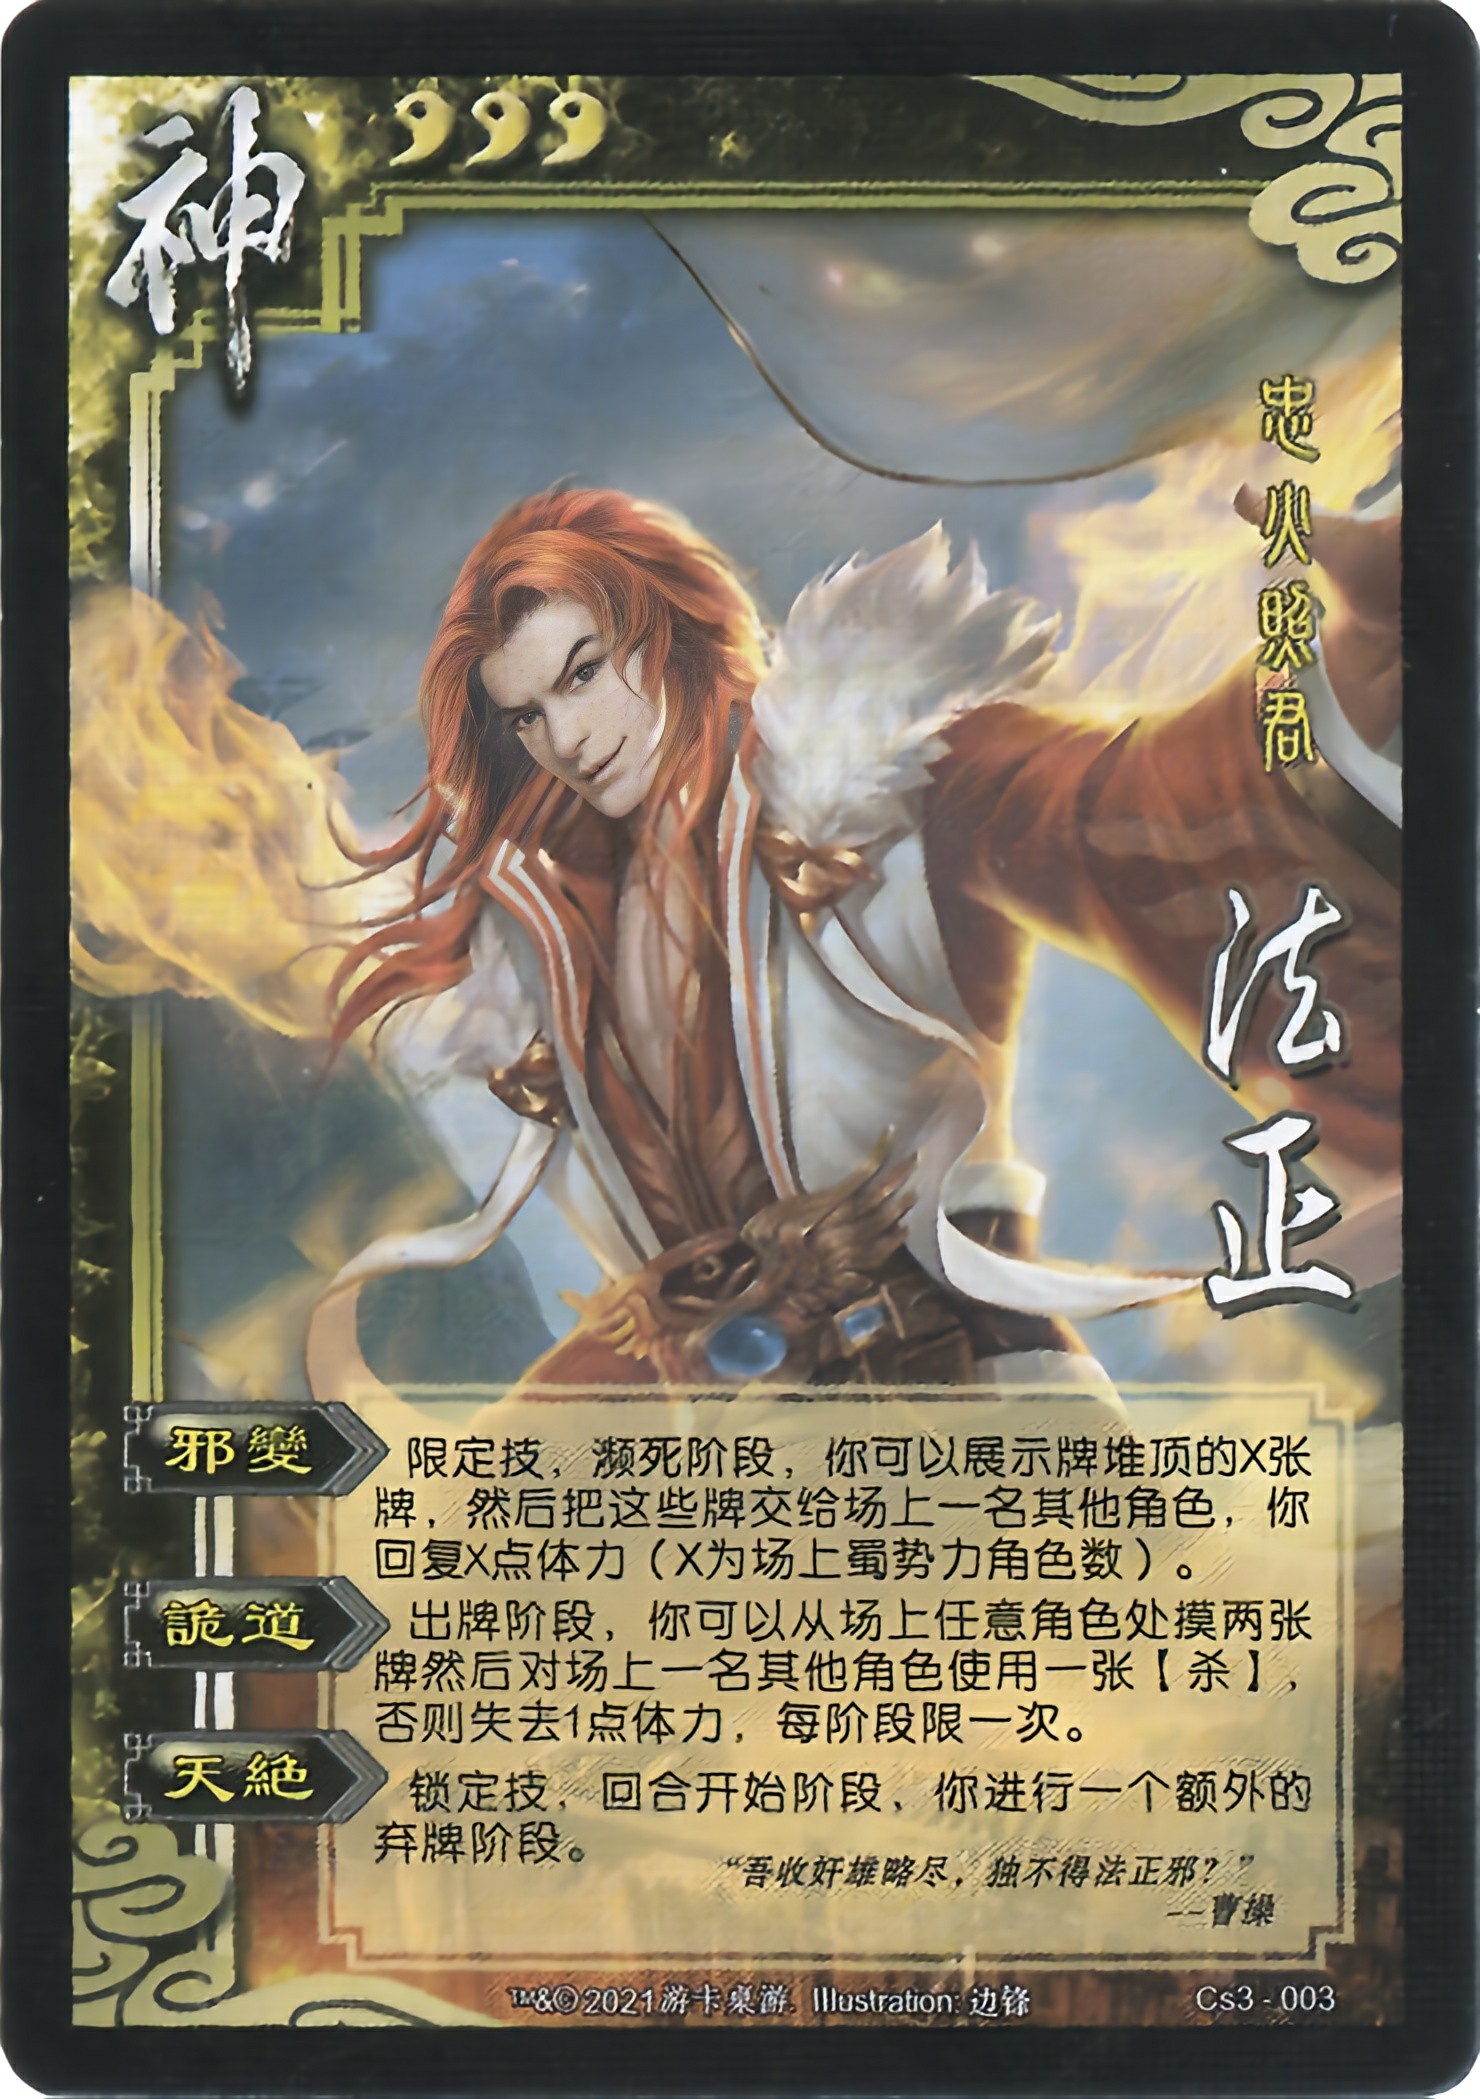 神
忠火照君
法正
邪變
限定技，濒死阶段，你可以展示牌堆顶的X张
牌，然后把这些牌交给场上一名其他角色，你
回复X点体力（X为场上蜀势力角色数）。
詭道
出牌阶段，你可以从场上任意角色处摸两张
牌然后对场上一名其他角色使用一张【杀】，
否则失去1点体力，每阶段限一次。
天絕
锁定技，回合开始阶段，你进行一个额外的
弃牌阶段。
“吾收奸雄略尽，独不得法正邪？”
--曹操
™&©2021游卡桌游. Illustration: 边锋
Cs3-003